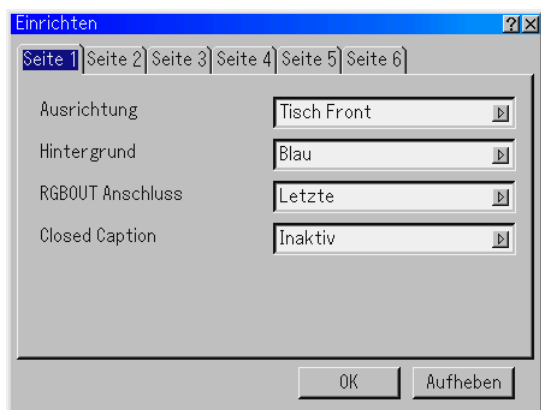 Einrichten ? X
Seite 1 Seite 2 Seite 3 Seite 4 Seite 5 Seite 6
Ausrichtung Tisch Front
Hintergrund Blau
RGBOUT Anschluss Letzte
Closed Caption Inaktiv
OK Aufheben